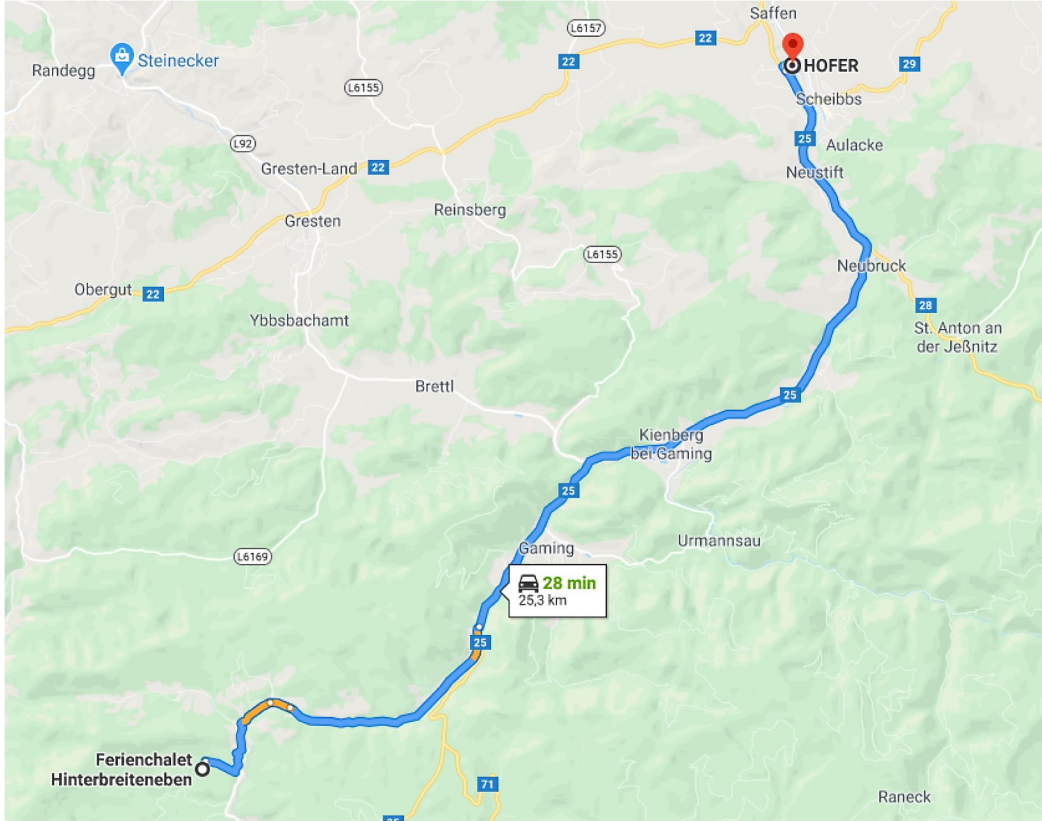 Saffen
L6157
22
22
Steinecker
Randegg
HOFER
29
L6155
Scheibbs
25
L92
Aulacke
Gresten-Land
22
Neustift
Reinsberg
Gresten
L6155
Neubruck
Obergut
22
28
Ybbsbachamt
St. Anton an
der Jeßnitz
Brettl
25
Kienberg
bei Gaming
25
Urmannsau
Gaming
L6169
28 min
25,3 km
25
Ferienchalet
Hinterbreiteneben
71
Raneck
25